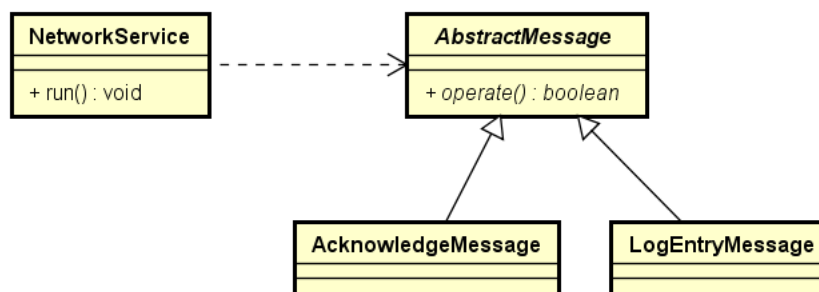 NetworkService
+ run() : void
AbstractMessage
+ operate() : boolean
AcknowledgeMessage
LogEntryMessage